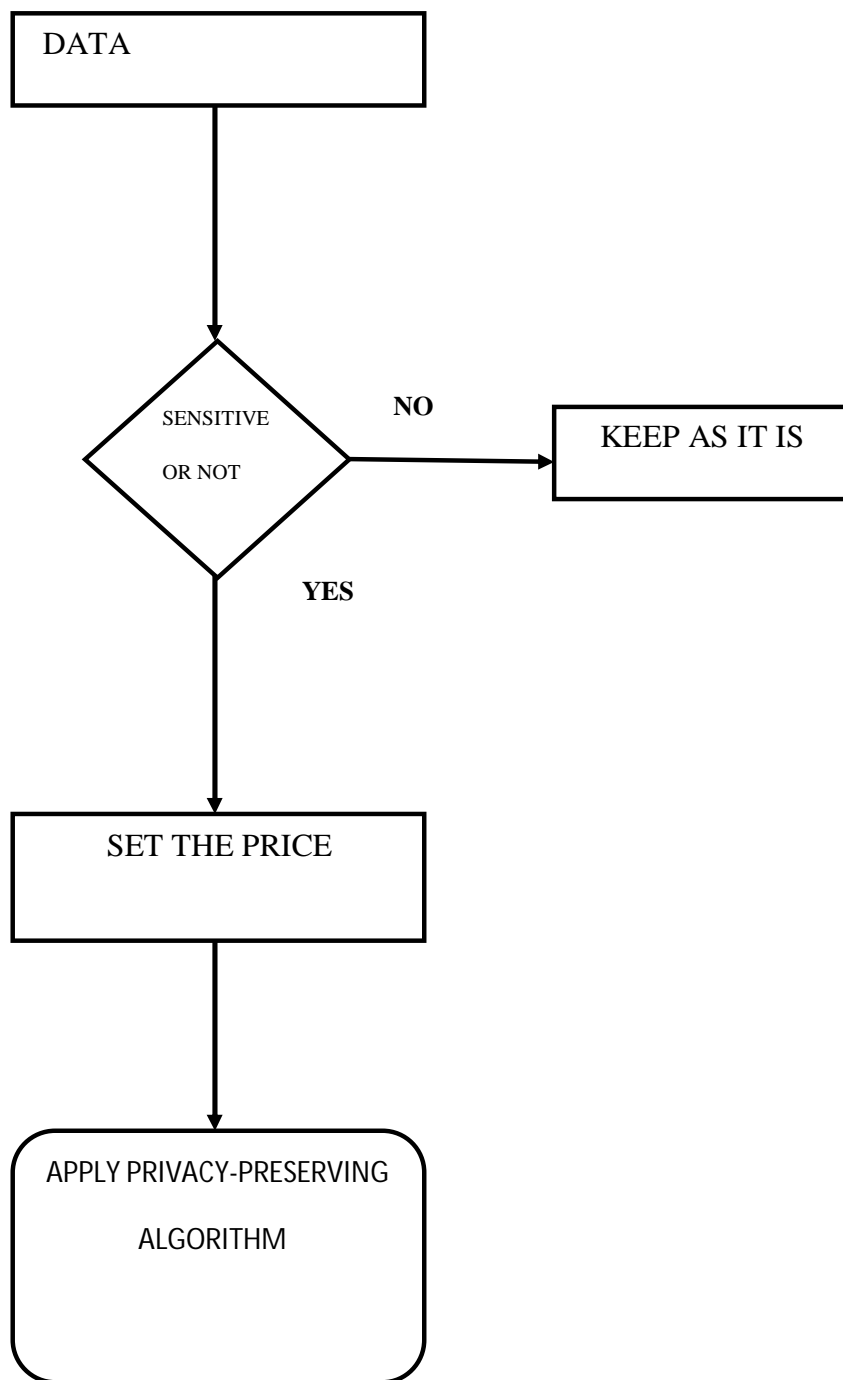 DATA
SENSITIVE
OR NOT
NO
KEEP AS IT IS
YES
SET THE PRICE
APPLY PRIVACY-PRESERVING
ALGORITHM